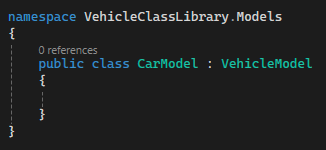 namespace VehicleClassLibrary.Models
{
0 references
public class CarModel : VehicleModel
{
}
}